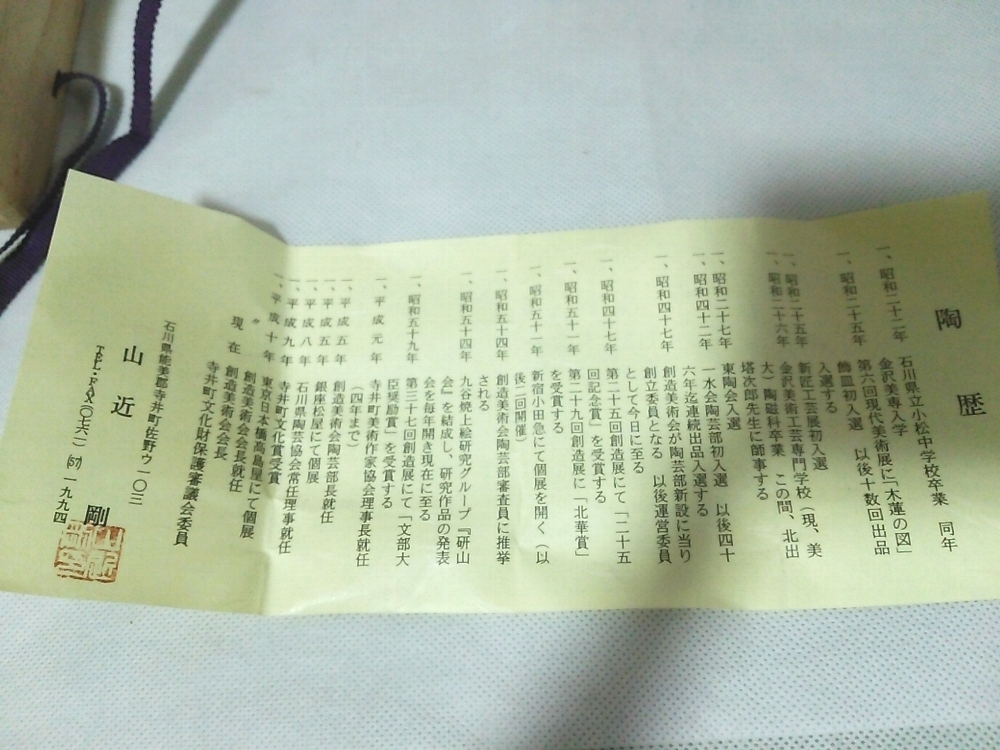 陶歴
一、昭和二十二年 石川県立小松中学校卒業 同年
金沢美専入学
一、昭和二十五年 第六回現代美術展に「木蓮の図」
飾皿初入選 以後十数回出品
入選する
一、昭和二十五年 新匠工芸展初入選
一、昭和二十六年 金沢美術工芸専門学校(現、美
大)陶磁科卒業 この間、北出
塔次郎先生に師事する
一、昭和二十七年 東陶会入選
一、昭和四十二年 一水会陶芸部初入選 以後四十
六年迄連続出品入選する
一、昭和四十七年 創造美術会が陶芸部新設に当り
創立委員となる 以後運営委員
として今日に至る
一、昭和四十七年 第二十五回創造展にて「二十五
回記念賞」を受賞する
一、昭和五十一年 第二十九回創造展に「北華賞」
を受賞する
一、昭和五十一年 新宿小田急にて個展を開く(以
後二回開催)
一、昭和五十四年 創造美術会陶芸部審査員に推挙
される
一、昭和五十四年 九谷焼上絵研究グループ『研山
会』を結成し、研究作品の発表
会を毎年開き現在に至る
一、昭和五十九年 第三十七回創造展にて「文部大
臣奨励賞」を受賞する
一、平成元年 寺井町美術作家協会理事長就任
(四年まで)
一、平成五年 創造美術会陶芸部長就任
一、平成五年 銀座松屋にて個展
一、平成八年 石川県陶芸協会常任理事就任
一、平成九年 寺井町文化賞受賞
一、平成十年 東京日本橋高島屋にて個展
〃 創造美術会会長就任
現在 創造美術会会長
寺井町文化財保護審議会委員
石川県能美郡寺井町佐野ウ一〇三
山近 剛
TEL・FAX(〇七六一)(57)一九九四